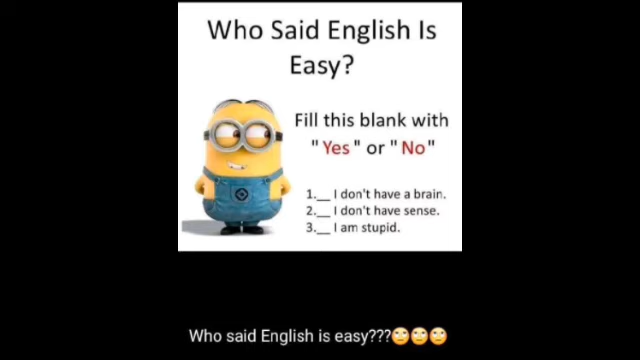 Who Said English Is
Easy?
Fill this blank with
"Yes" or "No"
1.__ I don't have a brain.
2.__ I don't have sense.
3.__ I am stupid.
Who said English is easy???🙄🙄🙄